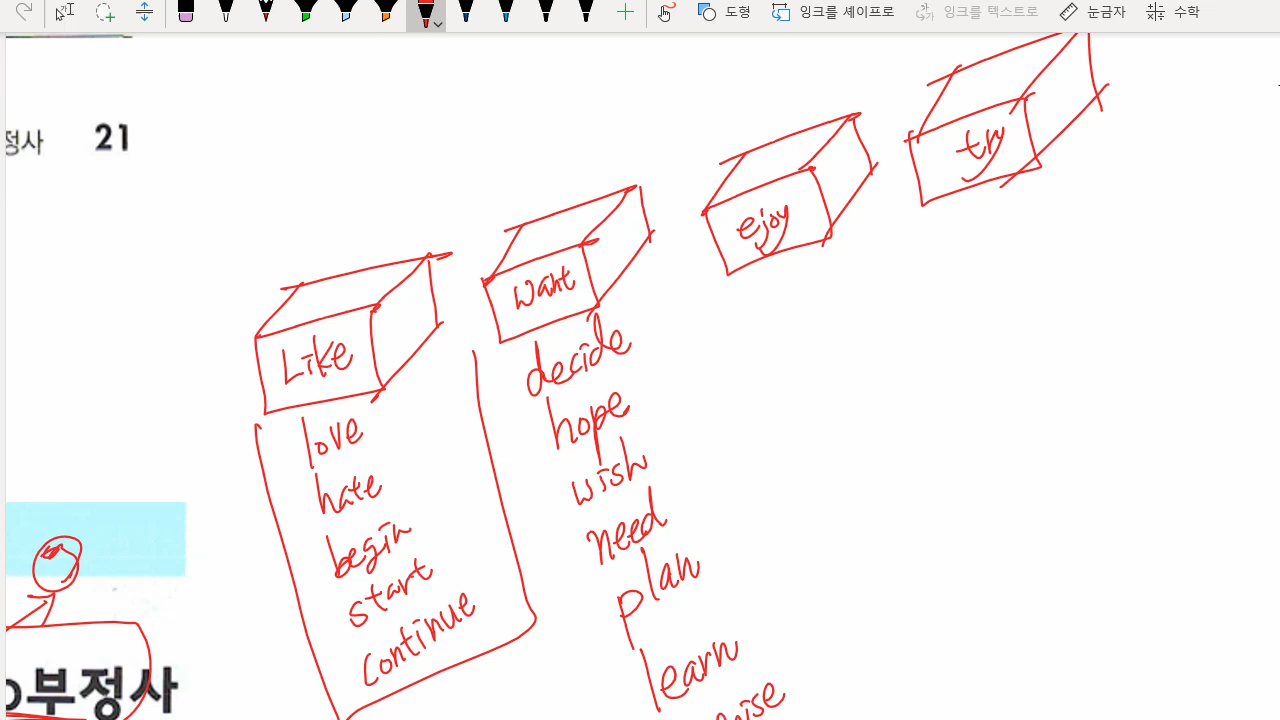 도형 잉크를 셰이프로 잉크를 텍스트로 눈금자 수학
정사 21
try
ejoy
want
Like
decide
hope
wish
need
plan
learn
love
hate
begin
start
continue
부정사